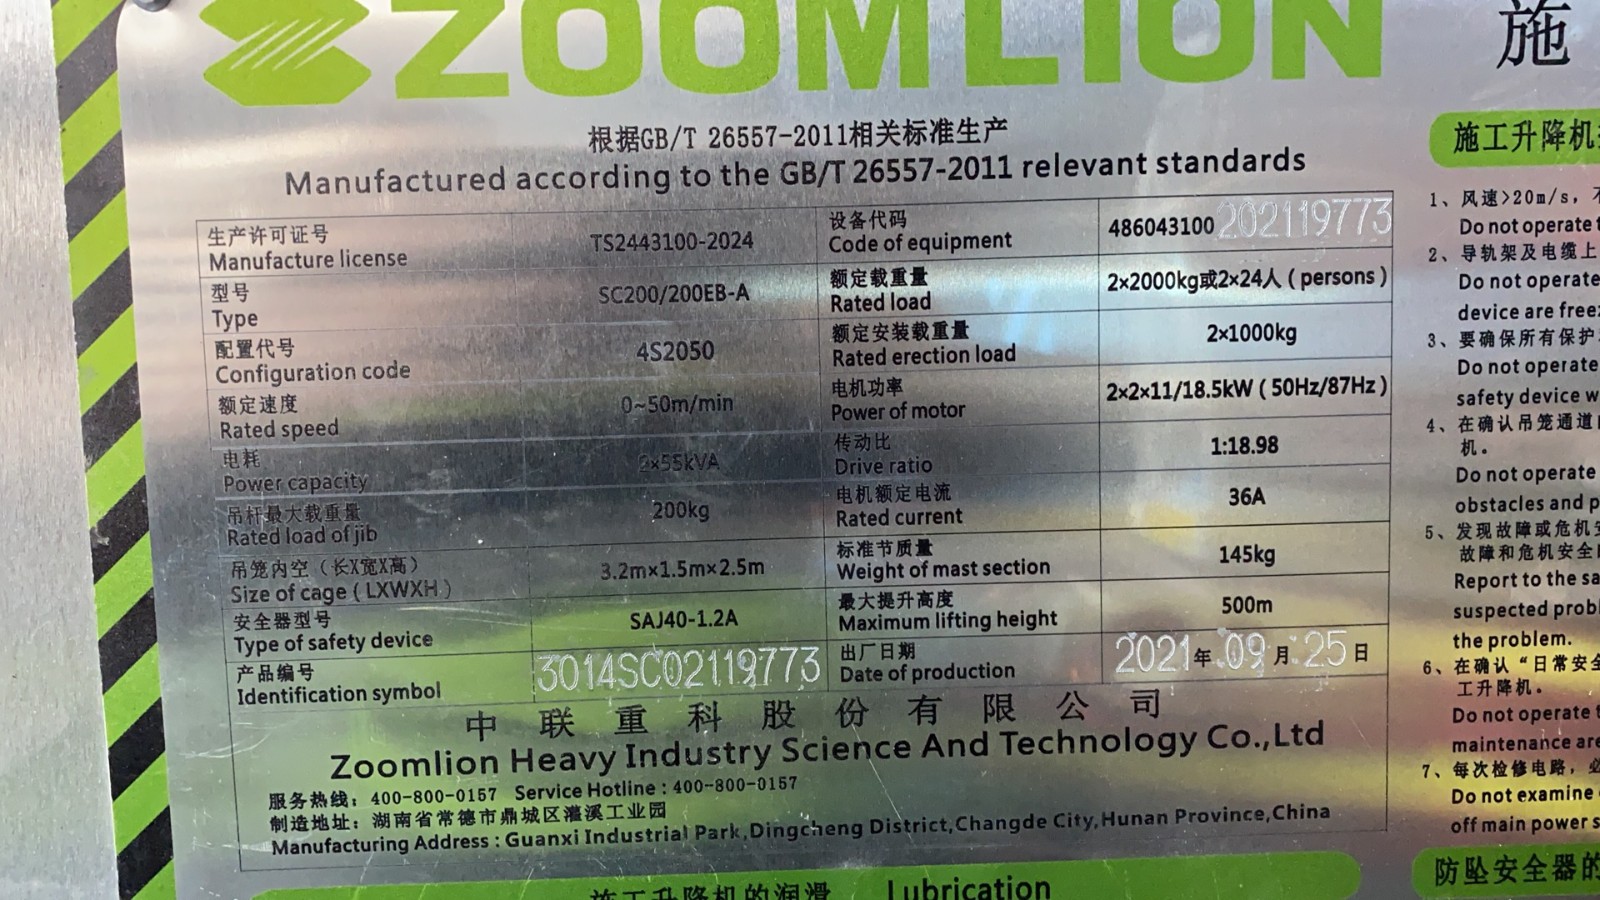 ZOOMLION
根据GB/T 26557-2011相关标准生产
Manufactured according to the GB/T 26557-2011 relevant standards
生产许可证号
Manufacture license
TS2443100-2024
设备代码
Code of equipment
486043100 202119773
型号
Type
SC200/200EB-A
额定载重量
Rated load
2×2000kg或2×24人 ( persons )
配置代号
Configuration code
4S2050
额定安装载重量
Rated erection load
2×1000kg
额定速度
Rated speed
0~50m/min
电机功率
Power of motor
2×2×11/18.5kW ( 50Hz/87Hz )
电耗
Power capacity
2×55kVA
传动比
Drive ratio
1:18.98
吊杆最大载重量
Rated load of jib
200kg
电机额定电流
Rated current
36A
吊笼内空（长X宽X高）
Size of cage ( LXWXH )
3.2m×1.5m×2.5m
标准节质量
Weight of mast section
145kg
安全器型号
Type of safety device
SAJ40-1.2A
最大提升高度
Maximum lifting height
500m
产品编号
Identification symbol
3014SC02119773
出厂日期
Date of production
2021年09月25日
中联重科股份有限公司
Zoomlion Heavy Industry Science And Technology Co.,Ltd
服务热线：400-800-0157 Service Hotline : 400-800-0157
制造地址：湖南省常德市鼎城区灌溪工业园
Manufacturing Address : Guanxi Industrial Park,Dingcheng District,Changde City,Hunan Province,China
施工升降机的润滑 Lubrication
施
施工升降机
1、风速>20m/s，
Do not operate
2、导轨架及电缆上
Do not operate
device are
3、要确保所有保护
Do not operate
safety device
4、在确认吊笼通道
机。
Do not operate
obstacles and
5、发现故障或危机
故障和危机安全
Report to the
suspected
the problem.
6、在确认“日常安
工升降机。
Do not operate
maintenance
7、每次检修电路，
Do not examine
off main power
防坠安全器的